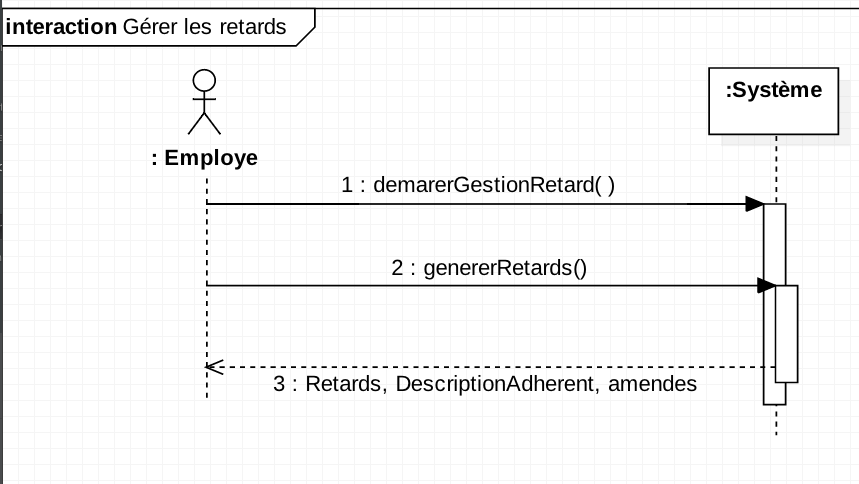 interaction Gérer les retards
:Système
: Employe
1 : demarerGestionRetard( )
2 : genererRetards()
3 : Retards, DescriptionAdherent, amendes